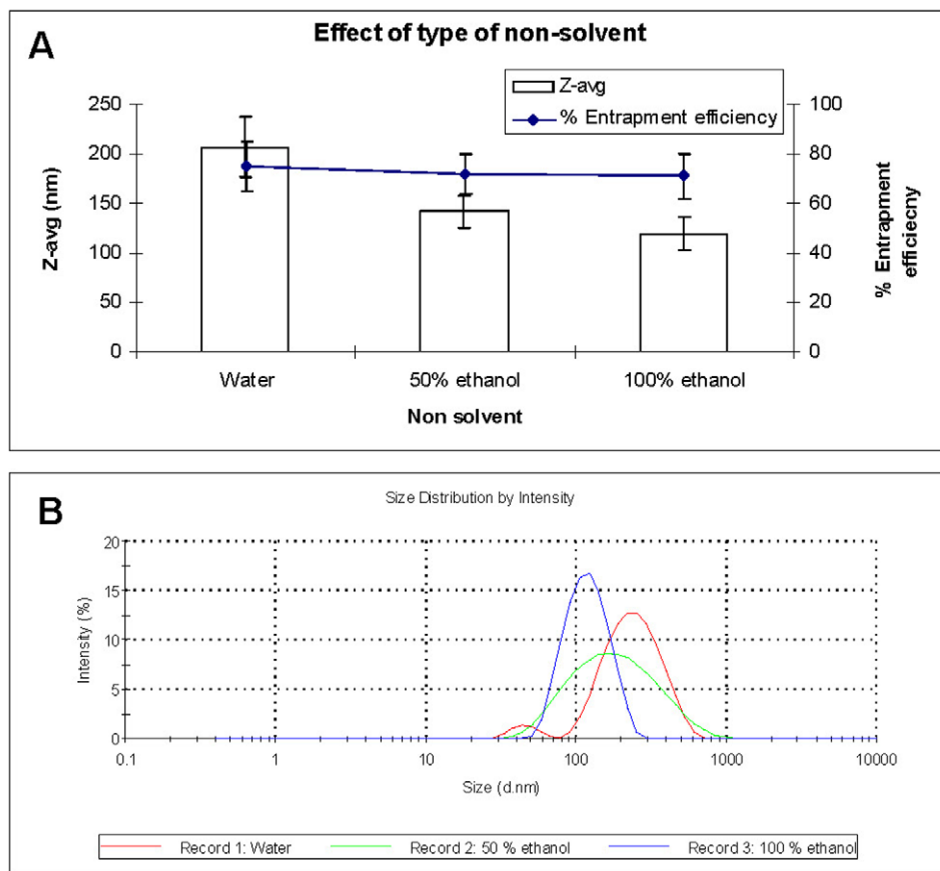 A
Effect of type of non-solvent
Z-avg
% Entrapment efficiency
250
200
150
100
50
0
Z-avg (nm)
100
80
60
40
20
0
% Entrapment
efficiecny
Water 50% ethanol 100% ethanol
Non solvent
B
Size Distribution by Intensity
20
15
10
5
0
Intensity (%)
0.1 1 10 100 1000 10000
Size (d.nm)
Record 1: Water Record 2: 50 % ethanol Record 3: 100 % ethanol